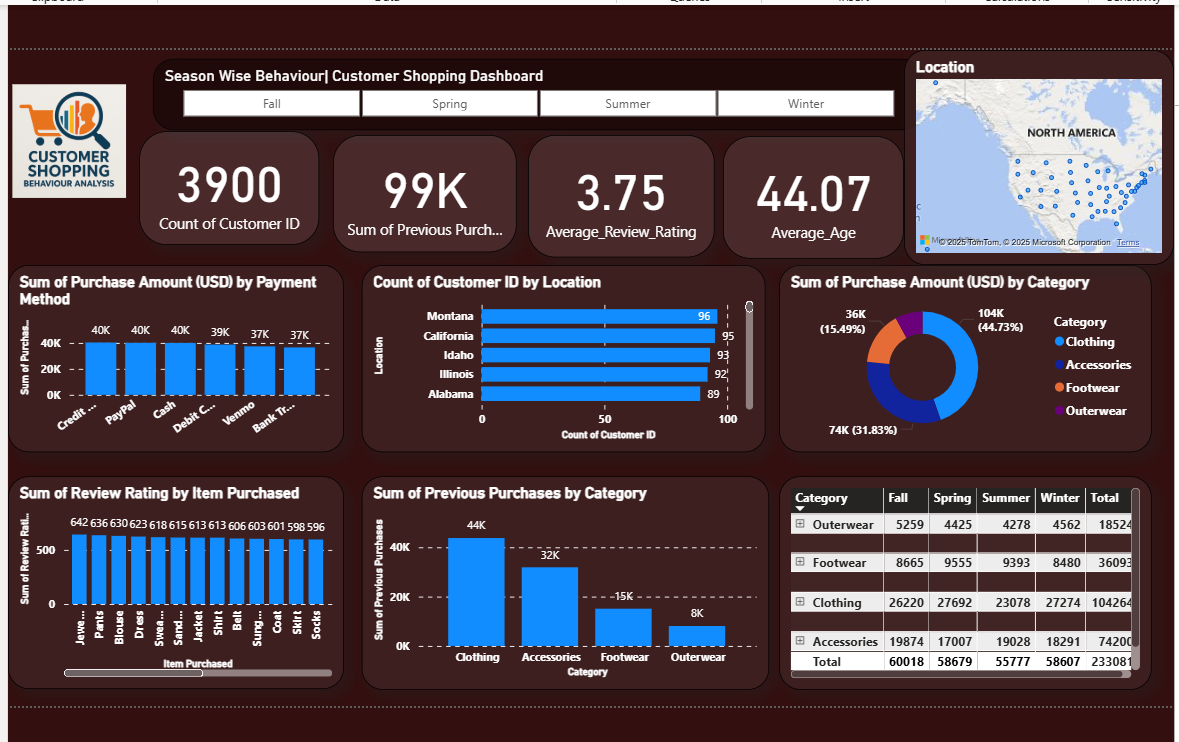 Season Wise Behaviour| Customer Shopping Dashboard
Fall
Spring
Summer
Winter
CUSTOMER
SHOPPING
BEHAVIOUR ANALYSIS
3900
Count of Customer ID
99K
Sum of Previous Purch...
3.75
Average_Review_Rating
44.07
Average_Age
Location
NORTH AMERICA
© 2025 TomTom, © 2025 Microsoft Corporation Terms
Sum of Purchase Amount (USD) by Payment
Method
Sum of Purchas...
40K
20K
0K
40K 40K 40K 39K 37K 37K
Credit ...
PayPal
Cash
Debit C...
Venmo
Bank Tr...
Count of Customer ID by Location
Location
Montana 96
California 95
Idaho 93
Illinois 92
Alabama 89
0 50 100
Count of Customer ID
Sum of Purchase Amount (USD) by Category
36K
(15.49%)
104K
(44.73%)
74K (31.83%)
Category
Clothing
Accessories
Footwear
Outerwear
Sum of Review Rating by Item Purchased
Sum of Review Rati...
500
0
642 636 630 623 618 615 613 613 606 603 601 598 596
Jewe...
Pants
Blouse
Dress
Swea...
Sand...
Jacket
Shirt
Belt
Sung...
Coat
Skirt
Socks
Item Purchased
Sum of Previous Purchases by Category
Sum of Previous Purchases
40K
20K
0K
44K
32K
15K
8K
Clothing Accessories Footwear Outerwear
Category
Category Fall Spring Summer Winter Total
Outerwear 5259 4425 4278 4562 18524
Footwear 8665 9555 9393 8480 36093
Clothing 26220 27692 23078 27274 104264
Accessories 19874 17007 19028 18291 74200
Total 60018 58679 55777 58607 233081